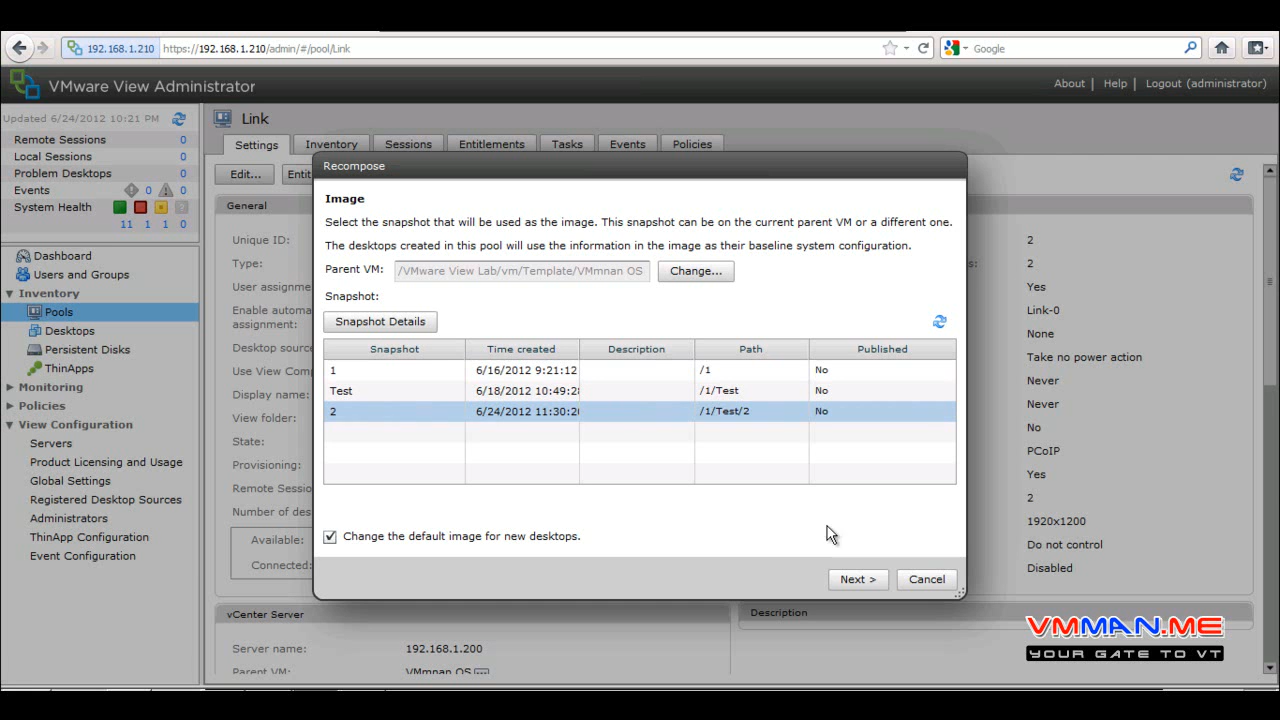 192.168.1.210 https://192.168.1.210/admin/#/pool/Link Google
VMware View Administrator About | Help | Logout (administrator)
Updated 6/24/2012 10:21 PM
Remote Sessions 0
Local Sessions 0
Problem Desktops 0
Events 0 0
System Health
11 1 1 0
Dashboard
Users and Groups
Inventory
Pools
Desktops
Persistent Disks
ThinApps
Monitoring
Policies
View Configuration
Servers
Product Licensing and Usage
Global Settings
Registered Desktop Sources
Administrators
ThinApp Configuration
Event Configuration
Link
Settings Inventory Sessions Entitlements Tasks Events Policies
Edit... Entit
General
Unique ID: 2
Type: s: 2
User assignme Yes
Enable automa Link-0
assignment:
None
Desktop source
Take no power action
Use View Comp
Never
Display name:
Never
View folder:
No
State:
PCoIP
Provisioning:
Yes
Remote Sessio
2
Number of des
1920x1200
Available:
Do not control
Connected:
Disabled
Recompose
Image
Select the snapshot that will be used as the image. This snapshot can be on the current parent VM or a different one.
The desktops created in this pool will use the information in the image as their baseline system configuration.
Parent VM: /VMware View Lab/vm/Template/VMmnan OS Change...
Snapshot:
Snapshot Details
Snapshot Time created Description Path Published
1 6/16/2012 9:21:12 /1 No
Test 6/18/2012 10:49:28 /1/Test No
2 6/24/2012 11:30:20 /1/Test/2 No
Change the default image for new desktops.
Next > Cancel
vCenter Server
Server name: 192.168.1.200
Parent VM: VMmnan OS
Description
VMMAN.ME
YOUR GATE TO VT